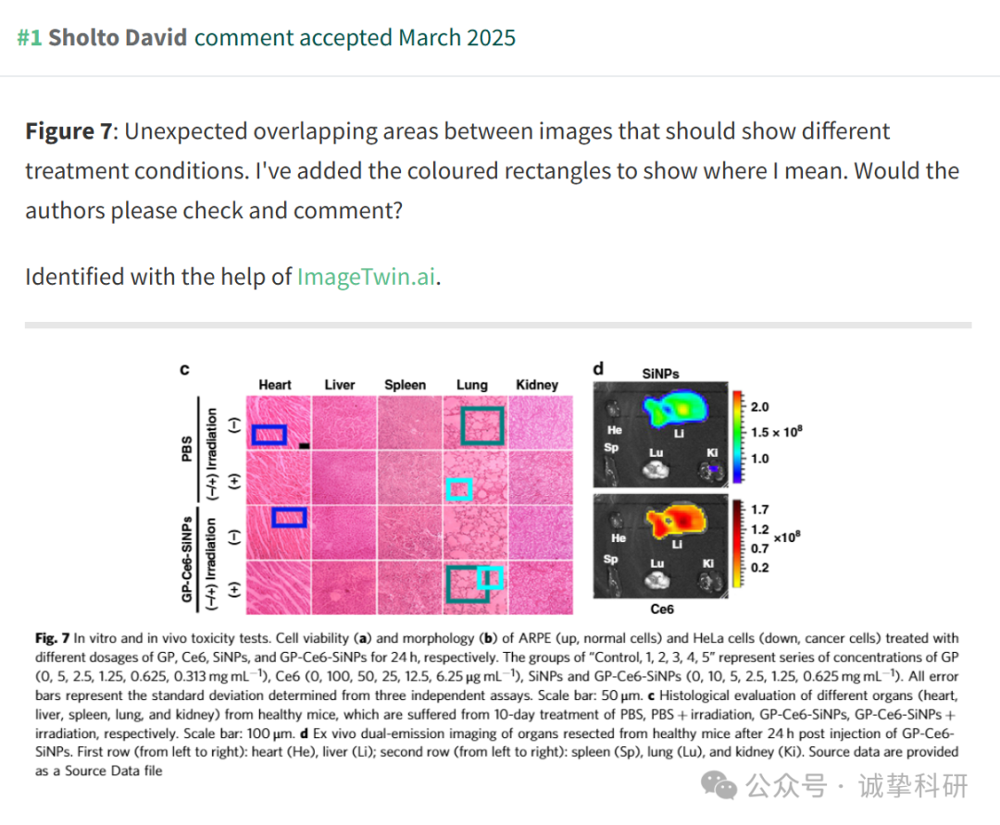 #1 Sholto David comment accepted March 2025
Figure 7: Unexpected overlapping areas between images that should show different
treatment conditions. I've added the coloured rectangles to show where I mean. Would the
authors please check and comment?
Identified with the help of ImageTwin.ai.
c
Heart Liver Spleen Lung Kidney
PBS
(−/+) Irradiation
(−)
(+)
GP-Ce6-SiNPs
(−/+) Irradiation
(−)
(+)
d
SiNPs
He
Li
Sp
Lu
Ki
2.0
1.5 × 10⁸
1.0
He
Li
Sp
Lu
Ki
1.7
1.2
×10⁸
0.7
0.2
Ce6
Fig. 7 In vitro and in vivo toxicity tests. Cell viability (a) and morphology (b) of ARPE (up, normal cells) and HeLa cells (down, cancer cells) treated with
different dosages of GP, Ce6, SiNPs, and GP-Ce6-SiNPs for 24 h, respectively. The groups of “Control, 1, 2, 3, 4, 5” represent series of concentrations of GP
(0, 5, 2.5, 1.25, 0.625, 0.313 mg mL⁻¹), Ce6 (0, 100, 50, 25, 12.5, 6.25 μg mL⁻¹), SiNPs and GP-Ce6-SiNPs (0, 10, 5, 2.5, 1.25, 0.625 mg mL⁻¹). All error
bars represent the standard deviation determined from three independent assays. Scale bar: 50 μm. c Histological evaluation of different organs (heart,
liver, spleen, lung, and kidney) from healthy mice, which are suffered from 10-day treatment of PBS, PBS + irradiation, GP-Ce6-SiNPs, GP-Ce6-SiNPs +
irradiation, respectively. Scale bar: 100 μm. d Ex vivo dual-emission imaging of organs resected from healthy mice after 24 h post injection of GP-Ce6-
SiNPs. First row (from left to right): heart (He), liver (Li); second row (from left to right): spleen (Sp), lung (Lu), and kidney (Ki). Source data are provided
as a Source Data file
公众号 · 诚挚科研